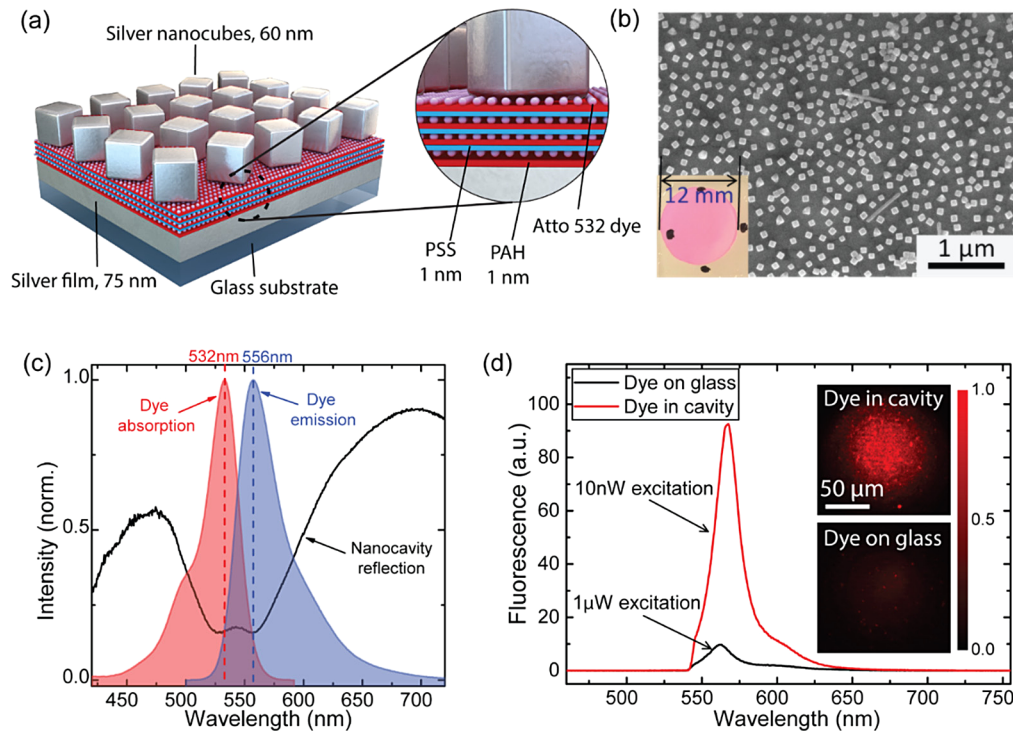 (a)
Silver nanocubes, 60 nm
Atto 532 dye
PSS
1 nm
PAH
1 nm
Silver film, 75 nm
Glass substrate
(b)
12 mm
1 μm
(c)
532nm
556nm
1.0
0.5
0.0
Intensity (norm.)
Dye
absorption
Dye
emission
Nanocavity
reflection
450
500
550
600
650
700
Wavelength (nm)
(d)
Dye on glass
Dye in cavity
100
80
60
40
20
0
Fluorescence (a.u.)
10nW excitation
1μW excitation
Dye in cavity
50 μm
Dye on glass
1.0
0.5
0.0
500
550
600
650
700
750
Wavelength (nm)